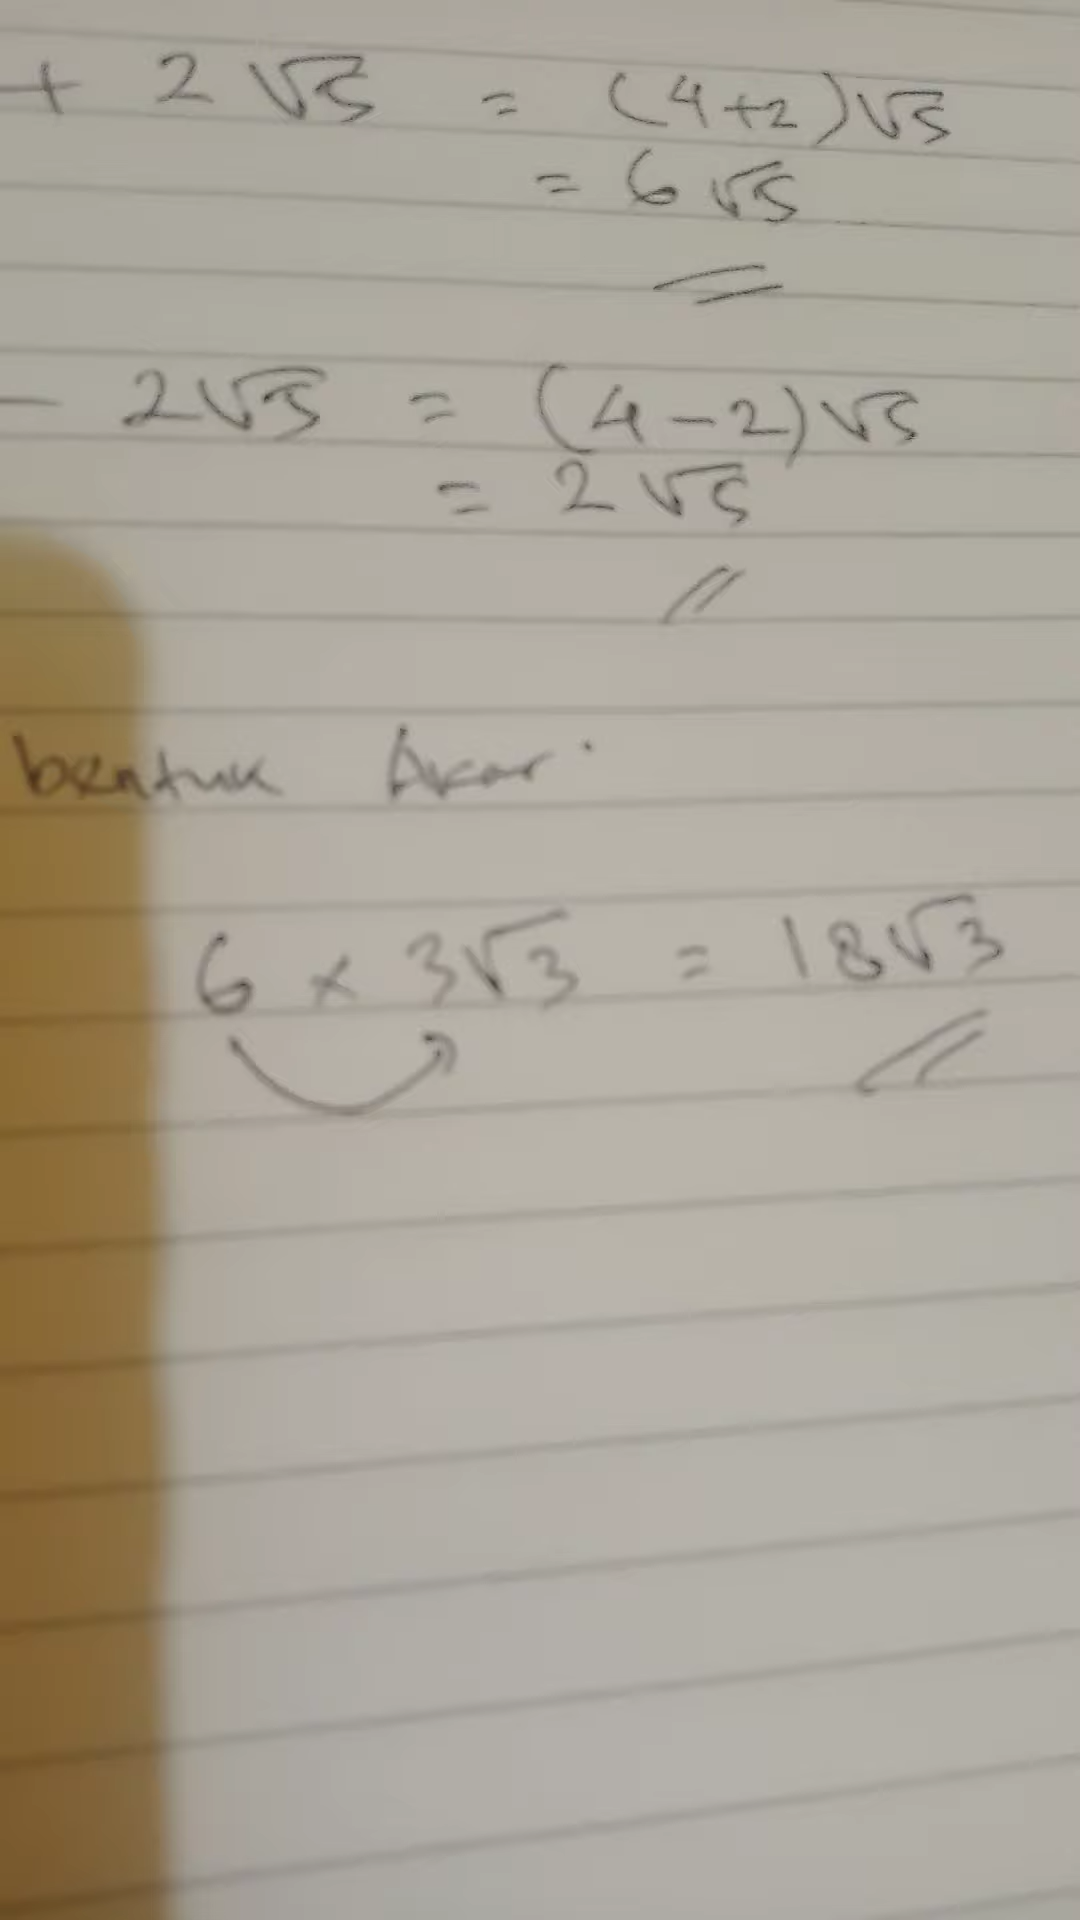 + 2 √5 = (4+2)√5
= 6 √5
- 2√5 = (4-2)√5
= 2 √5
bentuk Akar.
6 × 3√3 = 18√3